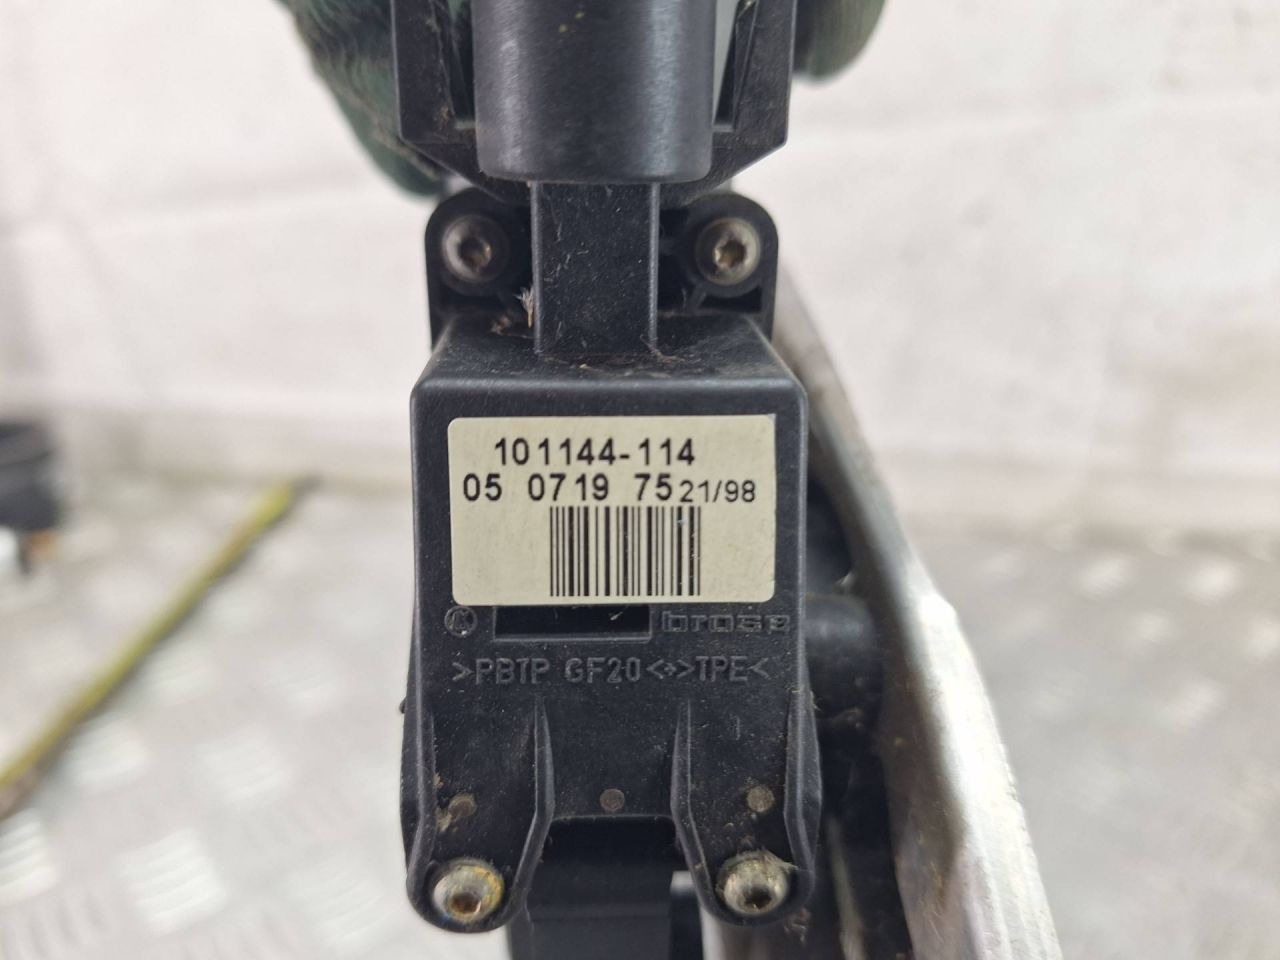 101144-114
05 0719 75 21/98
K brose
>PBTP GF20<+>TPE<